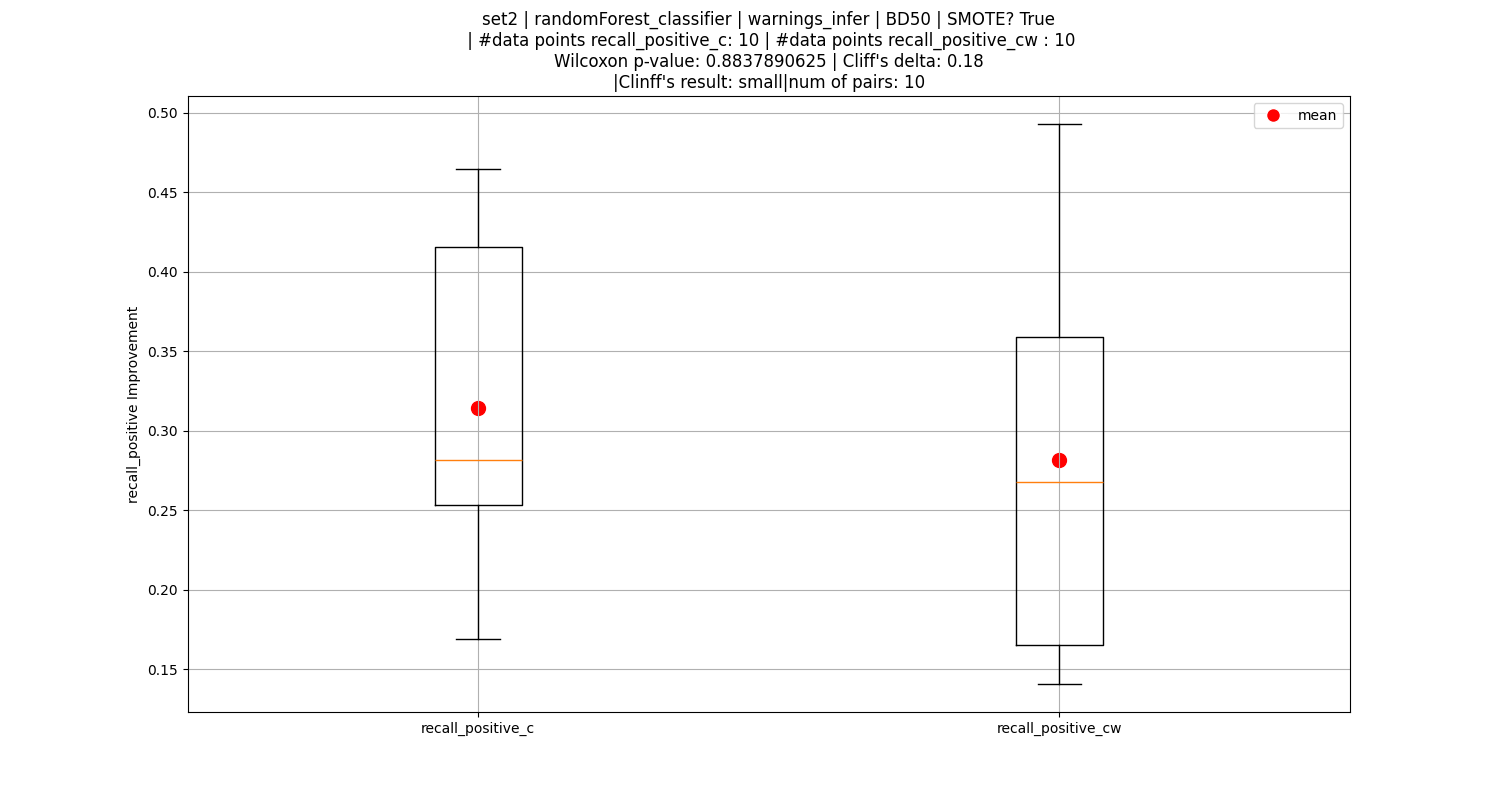 set2 | randomForest_classifier | warnings_infer | BD50 | SMOTE? True
| #data points recall_positive_c: 10 | #data points recall_positive_cw : 10
Wilcoxon p-value: 0.8837890625 | Cliff's delta: 0.18
|Clinff's result: small|num of pairs: 10
mean
recall_positive Improvement
0.50
0.45
0.40
0.35
0.30
0.25
0.20
0.15
recall_positive_c
recall_positive_cw